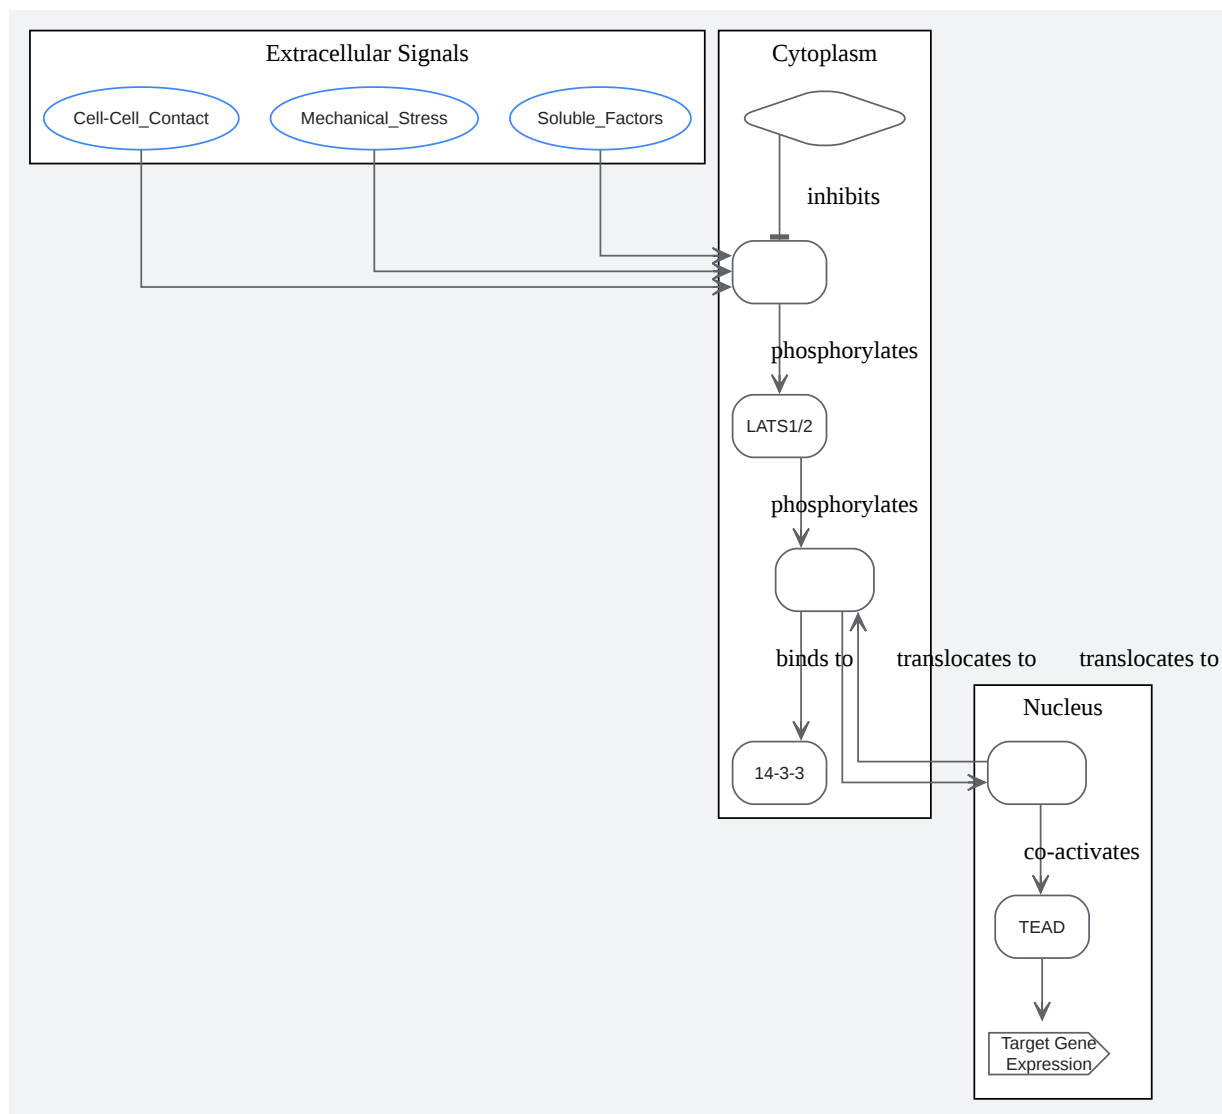 Extracellular Signals
Cell-Cell_Contact
Mechanical_Stress
Soluble_Factors
Cytoplasm
inhibits
phosphorylates
LATS1/2
phosphorylates
binds to
translocates to
translocates to
14-3-3
Nucleus
co-activates
TEAD
Target Gene
Expression